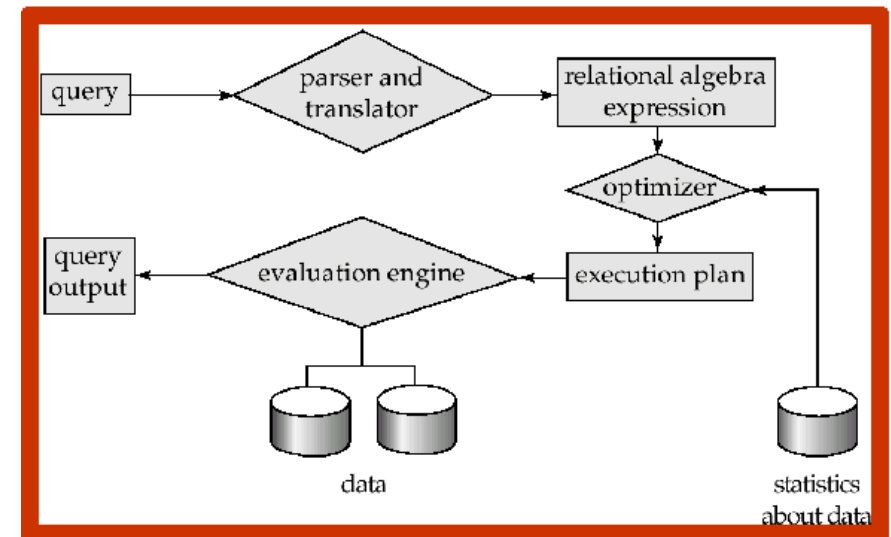 query
parser and
translator
relational algebra
expression
optimizer
query
output
evaluation engine
execution plan
data
statistics
about data